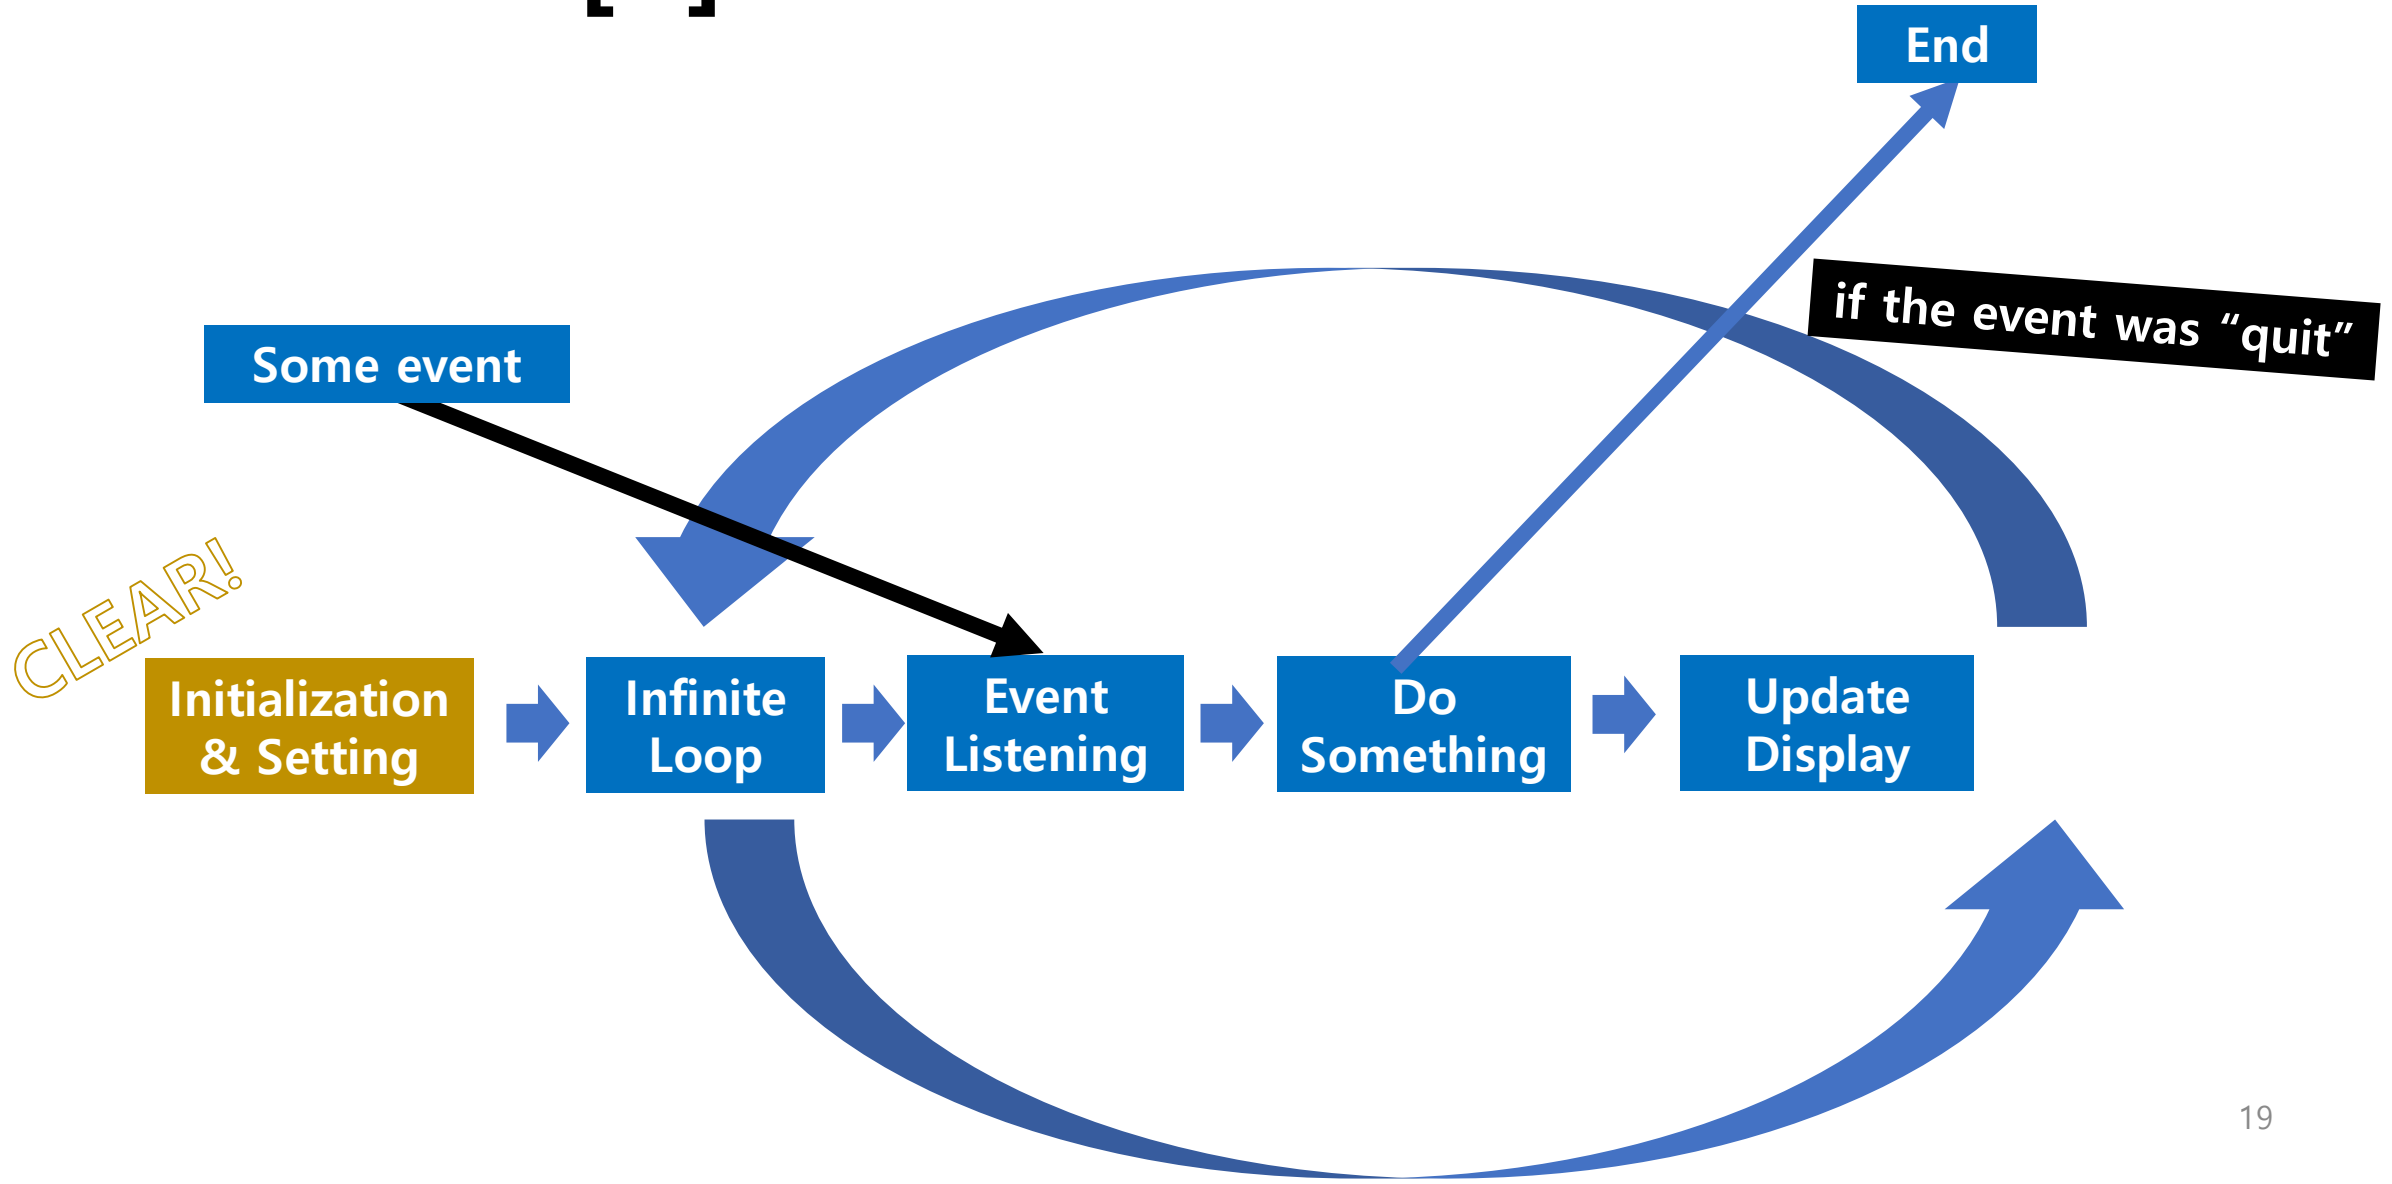 End
if the event was “quit”
Some event
CLEAR!
Initialization
& Setting
Infinite
Loop
Event
Listening
Do
Something
Update
Display
19